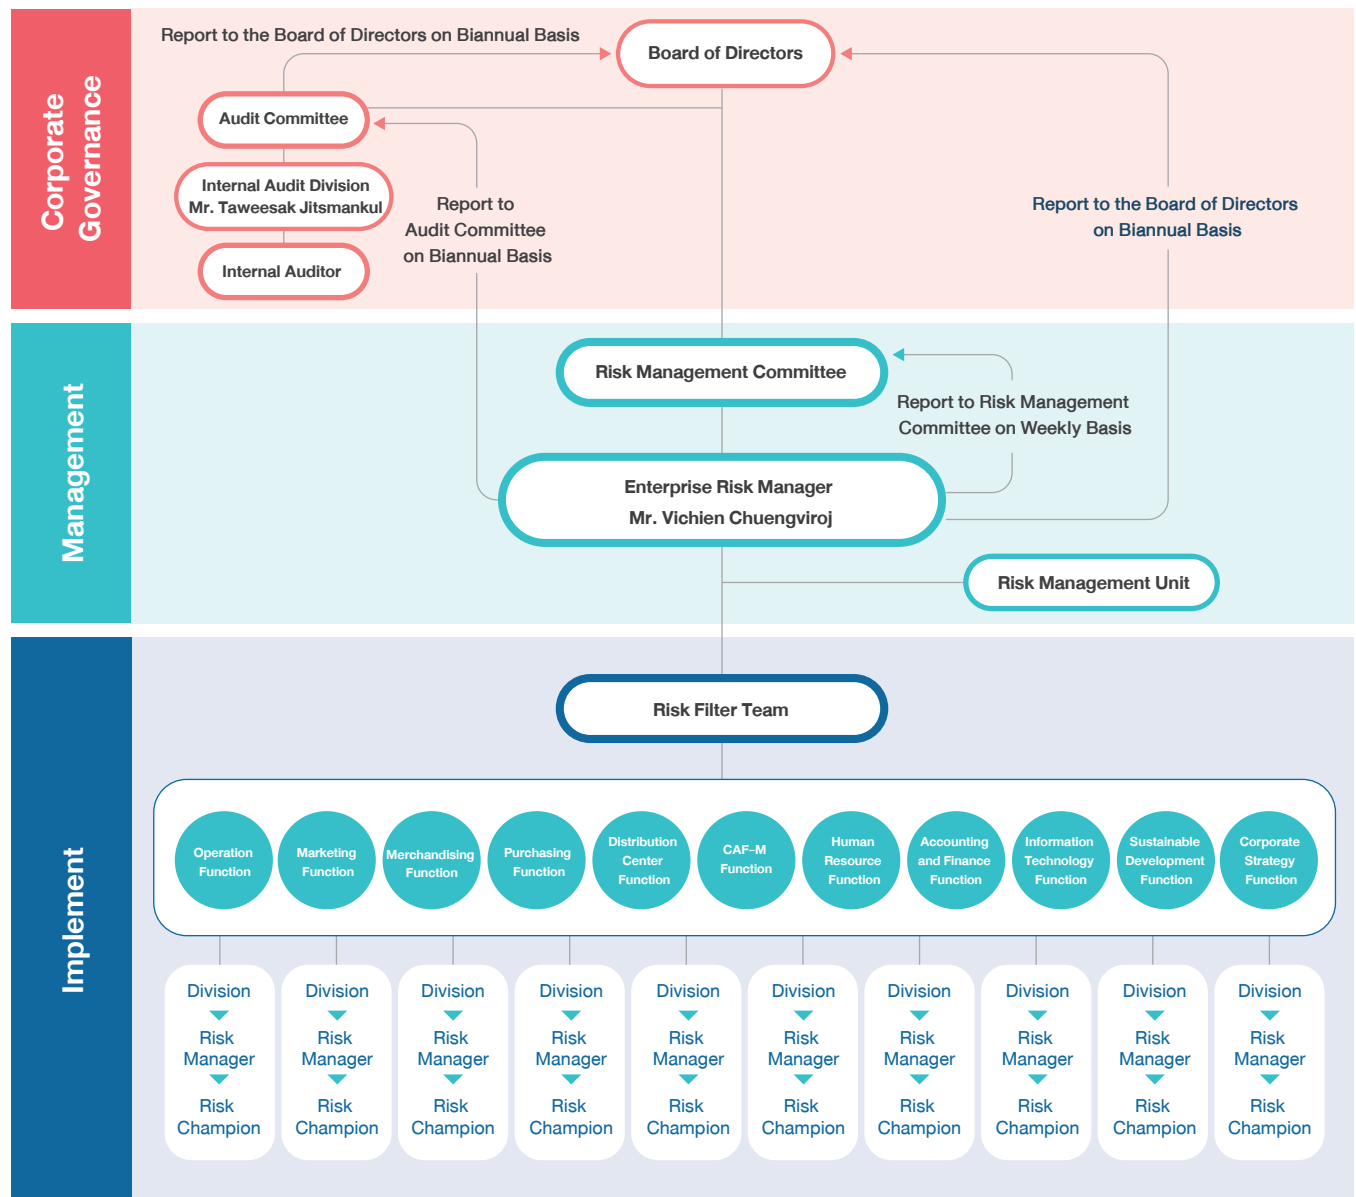 Corporate
Governance
Report to the Board of Directors on Biannual Basis
Board of Directors
Audit Committee
Internal Audit Division
Mr. Taweesak Jitsmankul
Internal Auditor
Report to
Audit Committee
on Biannual Basis
Report to the Board of Directors
on Biannual Basis
Management
Risk Management Committee
Report to Risk Management
Committee on Weekly Basis
Enterprise Risk Manager
Mr. Vichien Chuengviroj
Risk Management Unit
Implement
Risk Filter Team
Operation
Function
Marketing
Function
Merchandising
Function
Purchasing
Function
Distribution
Center
Function
CAF-M
Function
Human
Resource
Function
Accounting
and Finance
Function
Information
Technology
Function
Sustainable
Development
Function
Corporate
Strategy
Function
Division
Risk
Manager
Risk
Champion
Division
Risk
Manager
Risk
Champion
Division
Risk
Manager
Risk
Champion
Division
Risk
Manager
Risk
Champion
Division
Risk
Manager
Risk
Champion
Division
Risk
Manager
Risk
Champion
Division
Risk
Manager
Risk
Champion
Division
Risk
Manager
Risk
Champion
Division
Risk
Manager
Risk
Champion
Division
Risk
Manager
Risk
Champion